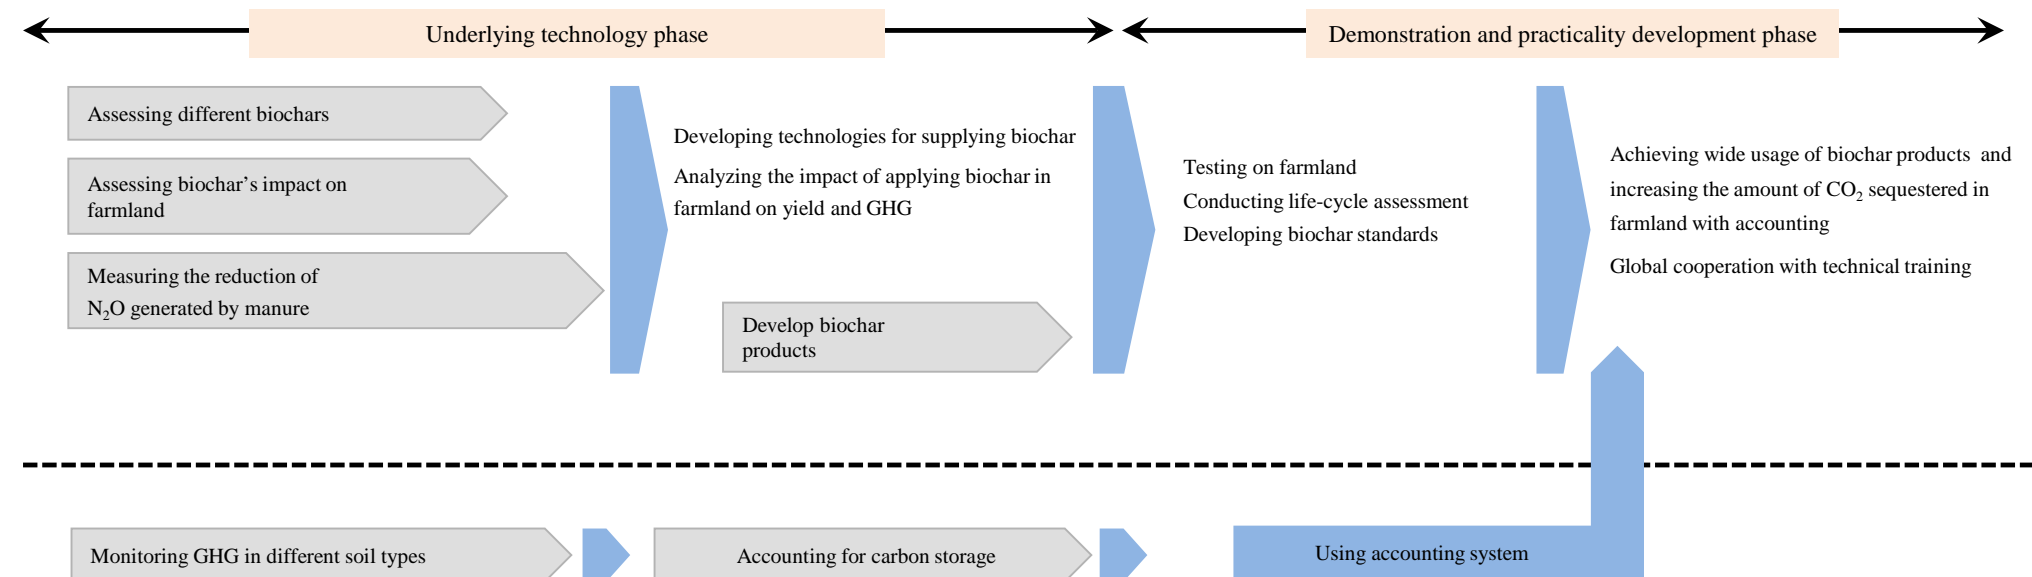 Underlying technology phase
Demonstration and practicality development phase
Assessing different biochars
Assessing biochar’s impact on
farmland
Measuring the reduction of
N₂O generated by manure
Developing technologies for supplying biochar
Analyzing the impact of applying biochar in
farmland on yield and GHG
Develop biochar
products
Testing on farmland
Conducting life-cycle assessment
Developing biochar standards
Achieving wide usage of biochar products and
increasing the amount of CO₂ sequestered in
farmland with accounting
Global cooperation with technical training
Monitoring GHG in different soil types
Accounting for carbon storage
Using accounting system